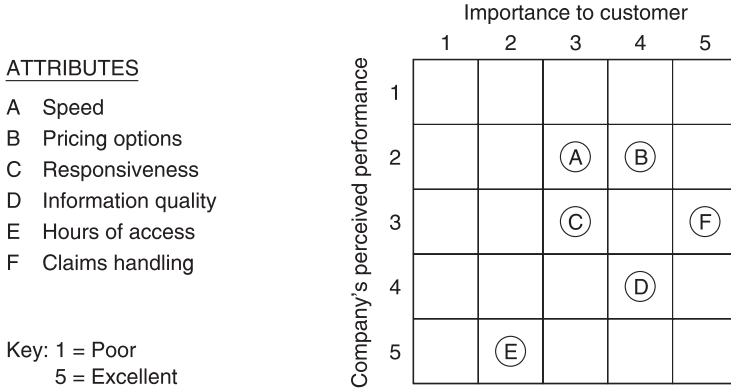 Importance to customer
1 2 3 4 5
ATTRIBUTES
A Speed
B Pricing options
C Responsiveness
D Information quality
E Hours of access
F Claims handling
Key: 1 = Poor
5 = Excellent
Company's perceived performance
1
2 A B
3 C F
4 D
5 E